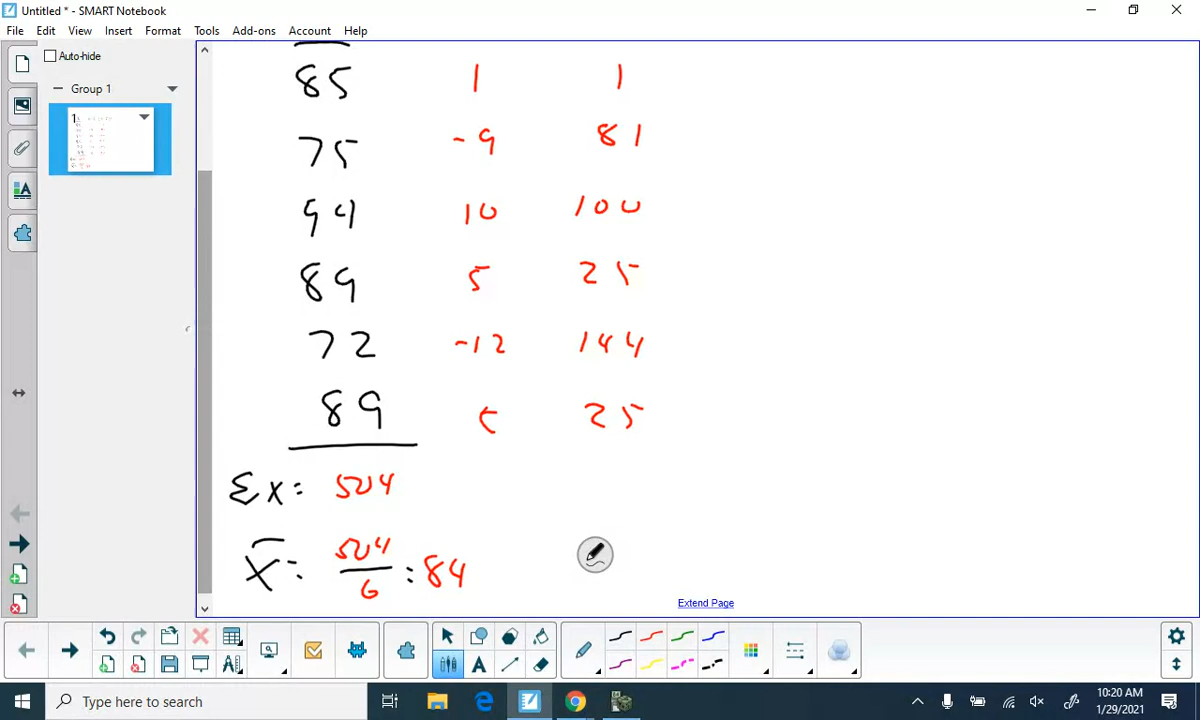 Untitled * - SMART Notebook
File Edit View Insert Format Tools Add-ons Account Help
Auto-hide
Group 1
1
85 1 1
75 -9 81
94 10 100
89 5 25
72 -12 144
89 5 25
Σx = 504
x̄ = 504/6 = 84
Extend Page
A
Type here to search
10:20 AM
1/29/2021